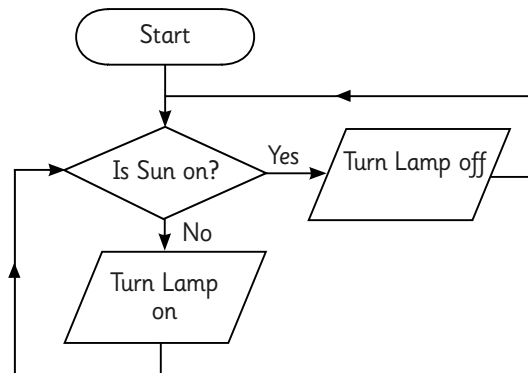 Start
Is Sun on?
Yes
Turn Lamp off
No
Turn Lamp
on